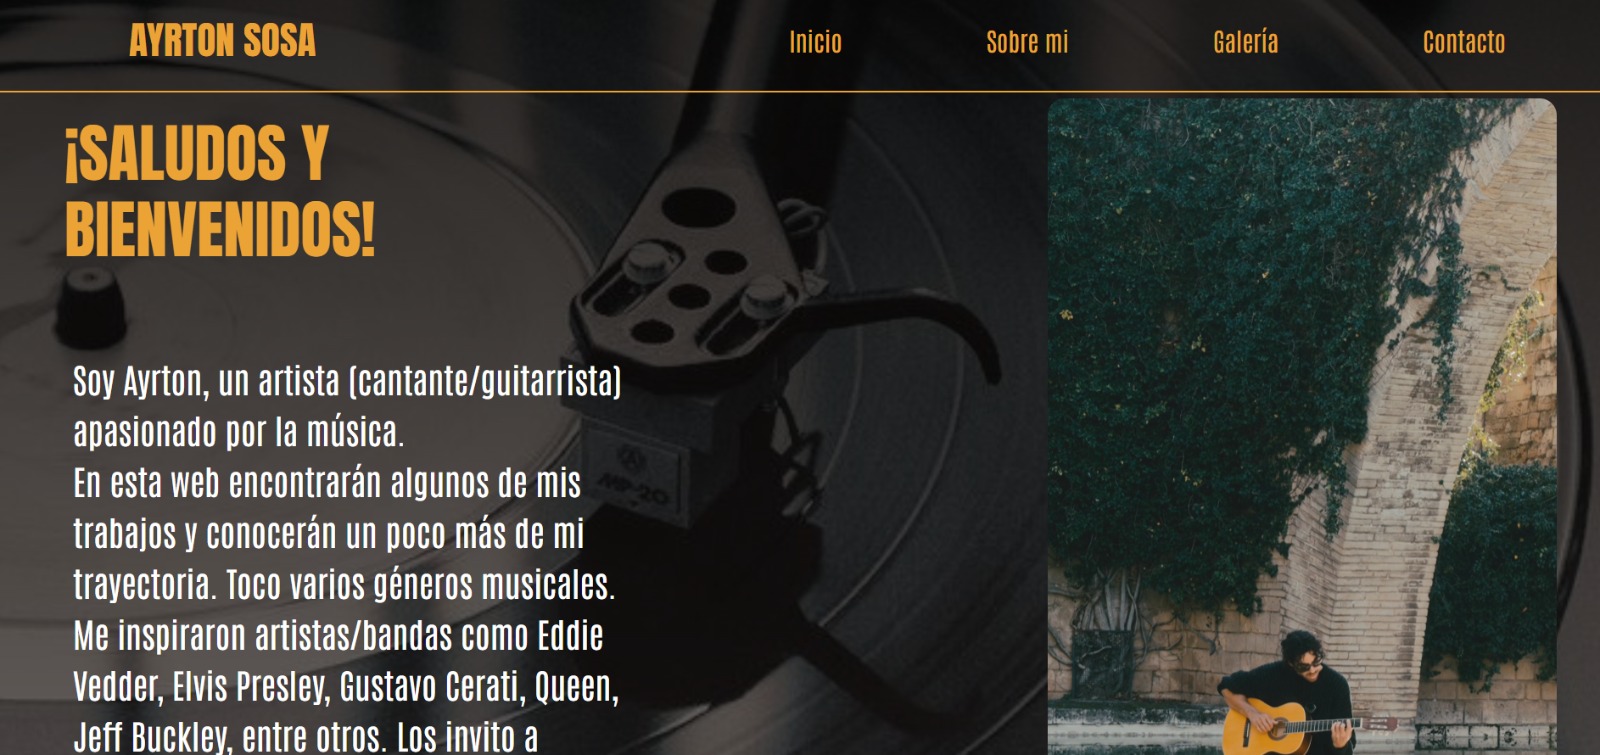 AYRTON SOSA
Inicio
Sobre mi
Galería
Contacto
¡SALUDOS Y
BIENVENIDOS!
Soy Ayrton, un artista (cantante/guitarrista)
apasionado por la música.
En esta web encontrarán algunos de mis
trabajos y conocerán un poco más de mi
trayectoria. Toco varios géneros musicales.
Me inspiraron artistas/bandas como Eddie
Vedder, Elvis Presley, Gustavo Cerati, Queen,
Jeff Buckley, entre otros. Los invito a
MP-20